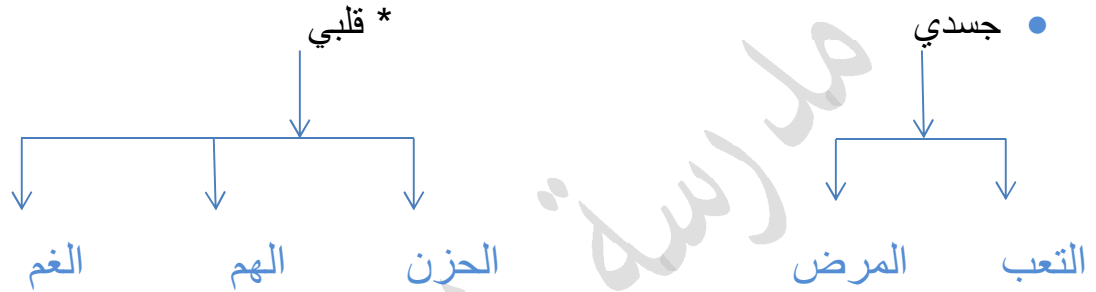 • جسدي * قلبي
التعب المرض الحزن الهم الغم
مدرسة